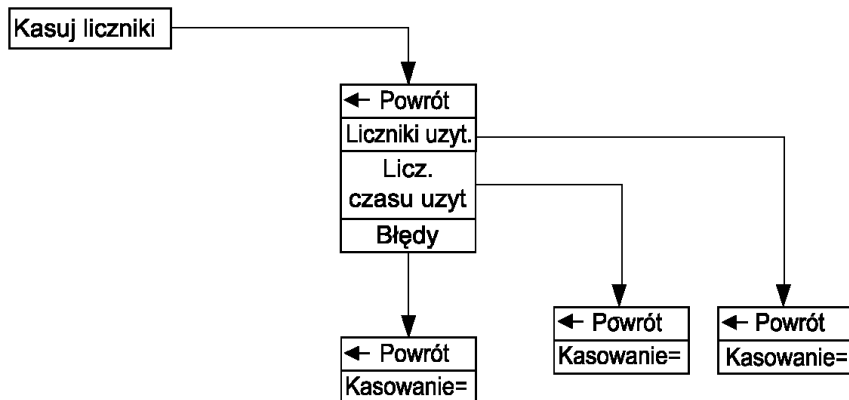 Kasuj liczniki
← Powrót
Liczniki uzyt.
Licz.
czasu uzyt
Błędy
← Powrót
Kasowanie=
← Powrót
Kasowanie=
← Powrót
Kasowanie=